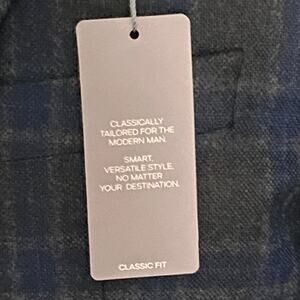 CLASSICALLY
TAILORED FOR THE
MODERN MAN.
SMART,
VERSATILE STYLE,
NO MATTER
YOUR DESTINATION.
CLASSIC FIT